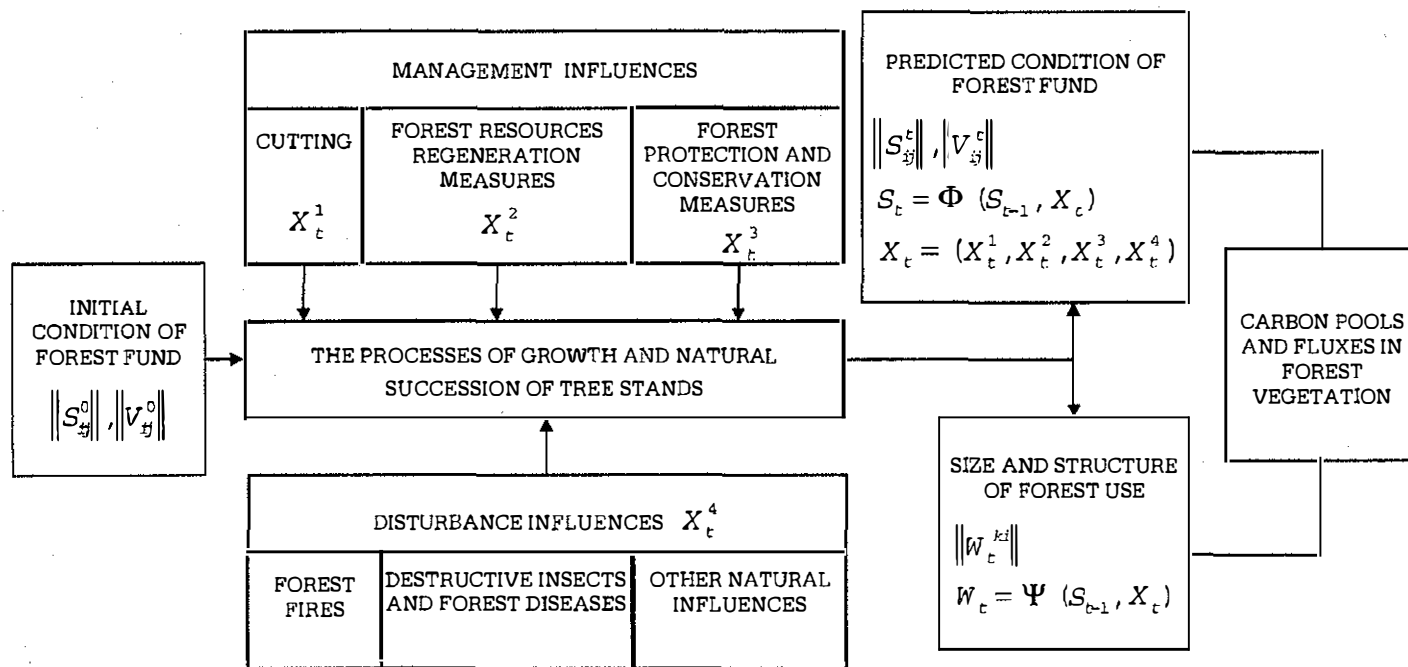 MANAGEMENT INFLUENCES
CUTTING
X_t^1
FOREST RESOURCES
REGENERATION
MEASURES
X_t^2
FOREST
PROTECTION AND
CONSERVATION
MEASURES
X_t^3
INITIAL
CONDITION OF
FOREST FUND
‖S_ij^0‖, ‖V_ij^0‖
THE PROCESSES OF GROWTH AND NATURAL
SUCCESSION OF TREE STANDS
DISTURBANCE INFLUENCES X_t^4
FOREST
FIRES
DESTRUCTIVE INSECTS
AND FOREST DISEASES
OTHER NATURAL
INFLUENCES
PREDICTED CONDITION OF
FOREST FUND
‖S_ij^t‖, ‖V_ij^t‖
S_t = Φ (S_{t-1}, X_t)
X_t = (X_t^1, X_t^2, X_t^3, X_t^4)
SIZE AND STRUCTURE
OF FOREST USE
‖W_t^{ki}‖
W_t = Ψ (S_{t-1}, X_t)
CARBON POOLS
AND FLUXES IN
FOREST
VEGETATION